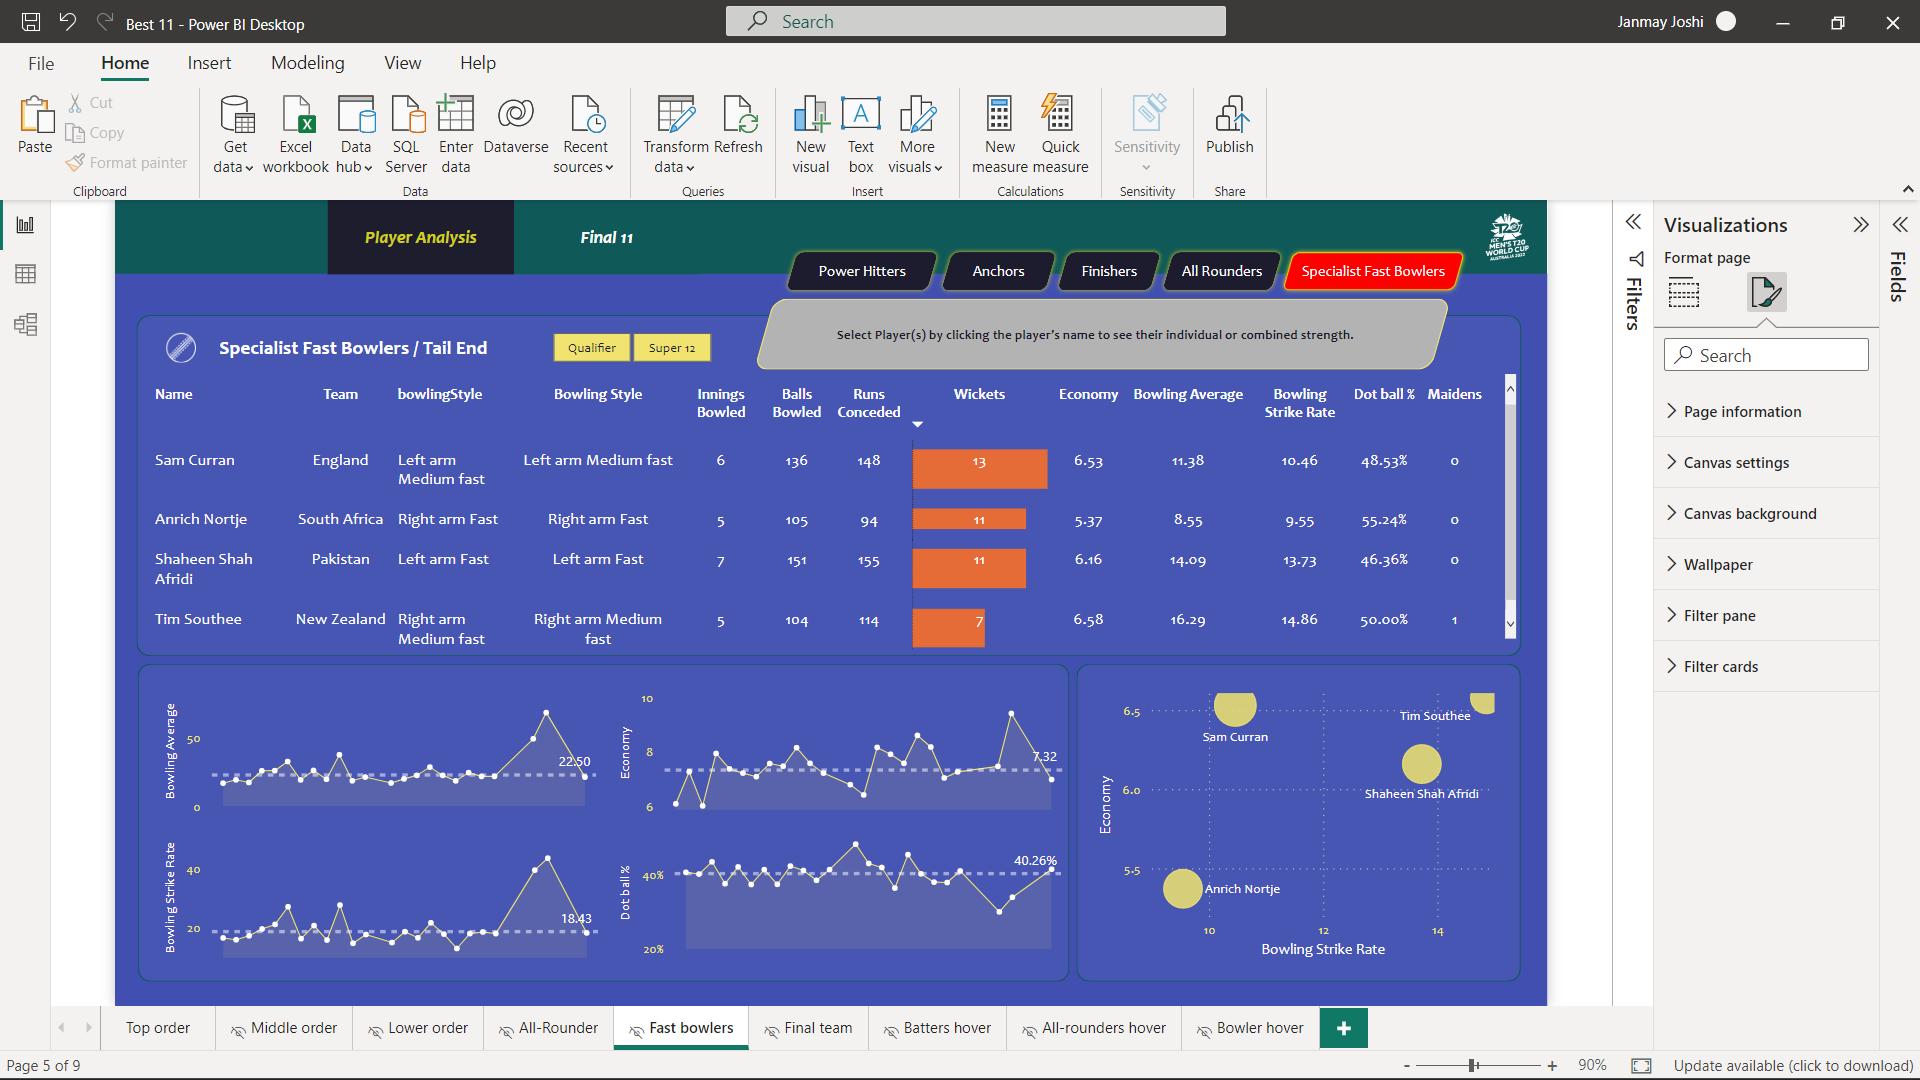 Best 11 - Power BI Desktop
Search
Janmay Joshi
File
Home
Insert
Modeling
View
Help
Paste
Cut
Copy
Format painter
Clipboard
Get data
Excel workbook
Data hub
SQL Server
Enter data
Dataverse
Recent sources
Data
Transform data
Refresh
Queries
New visual
Text box
More visuals
Insert
New measure
Quick measure
Calculations
Sensitivity
Sensitivity
Publish
Share
Player Analysis
Final 11
ICC
MEN'S T20
WORLD CUP
AUSTRALIA 2022
Power Hitters
Anchors
Finishers
All Rounders
Specialist Fast Bowlers
Select Player(s) by clicking the player's name to see their individual or combined strength.
Specialist Fast Bowlers / Tail End
Qualifier
Super 12
Name Team bowlingStyle Bowling Style Innings Bowled Balls Bowled Runs Conceded Wickets Economy Bowling Average Bowling Strike Rate Dot ball % Maidens
Sam Curran England Left arm Medium fast Left arm Medium fast 6 136 148 13 6.53 11.38 10.46 48.53% 0
Anrich Nortje South Africa Right arm Fast Right arm Fast 5 105 94 11 5.37 8.55 9.55 55.24% 0
Shaheen Shah Afridi Pakistan Left arm Fast Left arm Fast 7 151 155 11 6.16 14.09 13.73 46.36% 0
Tim Southee New Zealand Right arm Medium fast Right arm Medium fast 5 104 114 7 6.58 16.29 14.86 50.00% 1
Bowling Average
50
0
22.50
Economy
10
8
6
7.32
Bowling Strike Rate
40
20
18.43
Dot ball %
40%
20%
40.26%
Economy
6.5
6.0
5.5
Tim Southee
Sam Curran
Shaheen Shah Afridi
Anrich Nortje
10
12
14
Bowling Strike Rate
Filters
Visualizations
Format page
Search
Page information
Canvas settings
Canvas background
Wallpaper
Filter pane
Filter cards
Fields
Top order
Middle order
Lower order
All-Rounder
Fast bowlers
Final team
Batters hover
All-rounders hover
Bowler hover
+
Page 5 of 9
-
+
90%
Update available (click to download)